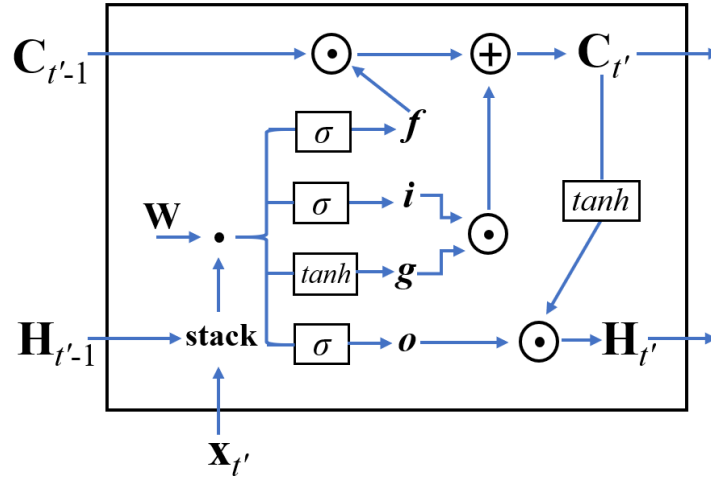 C_{t'-1} ⊙ ⊕ C_{t'}
σ f
W · σ i ⊙ tanh
tanh g
H_{t'-1} stack σ o ⊙ H_{t'}
x_{t'}